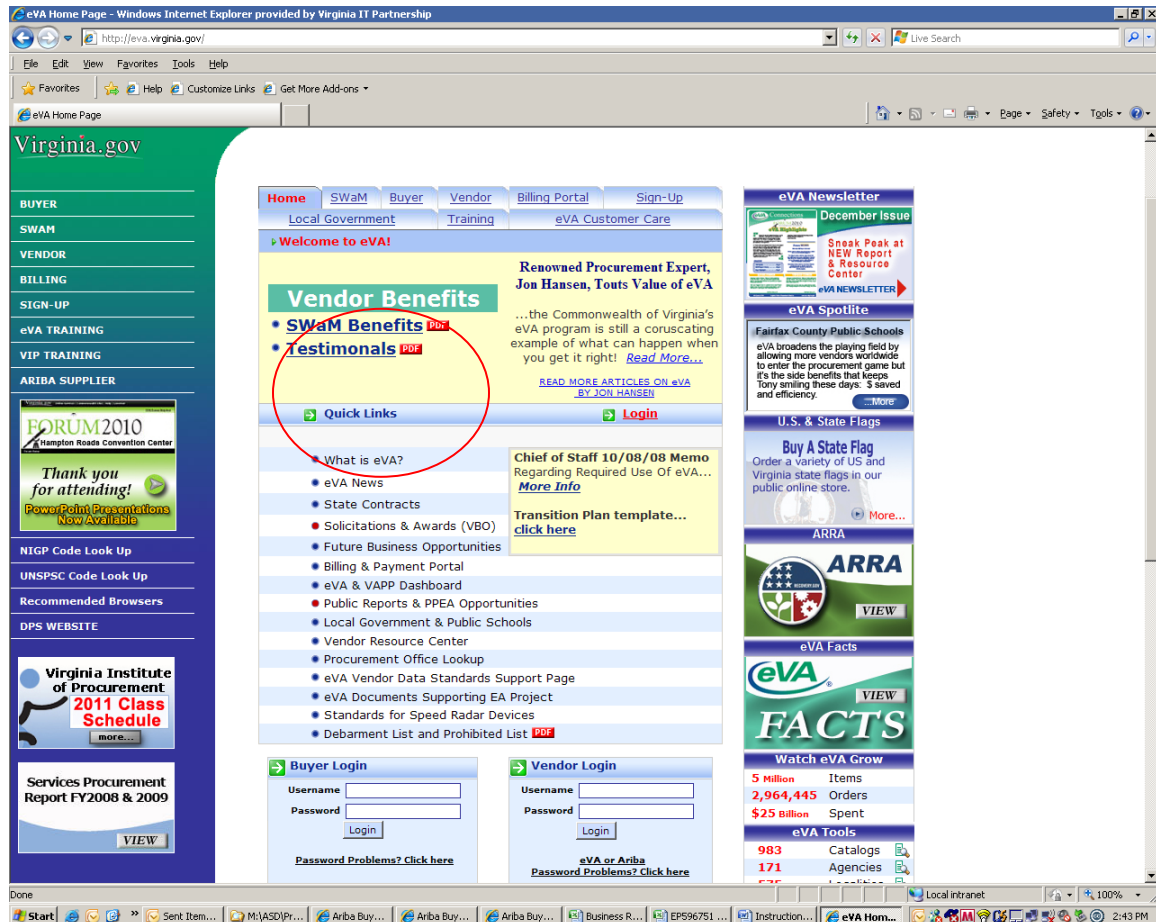 eVA Home Page - Windows Internet Explorer provided by Virginia IT Partnership
http://eva.virginia.gov/
Live Search
File Edit View Favorites Tools Help
Favorites Help Customize Links Get More Add-ons
eVA Home Page
Page Safety Tools
Virginia.gov
BUYER
SWAM
VENDOR
BILLING
SIGN-UP
eVA TRAINING
VIP TRAINING
ARIBA SUPPLIER
FORUM2010
Hampton Roads Convention Center
Thank you
for attending!
PowerPoint Presentations
Now Available
NIGP Code Look Up
UNSPSC Code Look Up
Recommended Browsers
DPS WEBSITE
Virginia Institute
of Procurement
2011 Class
Schedule
more...
Services Procurement
Report FY2008 & 2009
VIEW
Home SWaM Buyer Vendor Billing Portal Sign-Up
Local Government Training eVA Customer Care
Welcome to eVA!
Vendor Benefits
SWaM Benefits PDF
Testimonals PDF
Renowned Procurement Expert,
Jon Hansen, Touts Value of eVA
...the Commonwealth of Virginia's
eVA program is still a coruscating
example of what can happen when
you get it right! Read More...
READ MORE ARTICLES ON eVA
BY JON HANSEN
Quick Links
Login
What is eVA?
eVA News
State Contracts
Solicitations & Awards (VBO)
Future Business Opportunities
Billing & Payment Portal
eVA & VAPP Dashboard
Public Reports & PPEA Opportunities
Local Government & Public Schools
Vendor Resource Center
Procurement Office Lookup
eVA Vendor Data Standards Support Page
eVA Documents Supporting EA Project
Standards for Speed Radar Devices
Debarment List and Prohibited List PDF
Chief of Staff 10/08/08 Memo
Regarding Required Use Of eVA...
More Info
Transition Plan template...
click here
Buyer Login
Username
Password
Login
Password Problems? Click here
Vendor Login
Username
Password
Login
eVA or Ariba
Password Problems? Click here
eVA Newsletter
December Issue
Sneak Peak at
NEW Report
& Resource
Center
eVA NEWSLETTER
eVA Spotlite
Fairfax County Public Schools
eVA broadens the playing field by
allowing more vendors worldwide
to enter the procurement game but
it's the side benefits that keeps
Tony smiling these days: $ saved
and efficiency.
...More
U.S. & State Flags
Buy A State Flag
Order a variety of US and
Virginia state flags in our
public online store.
More...
ARRA
ARRA
VIEW
eVA Facts
eVA
VIEW
FACTS
Watch eVA Grow
5 Million Items
2,964,445 Orders
$25 Billion Spent
eVA Tools
983 Catalogs
171 Agencies
Done
Local intranet
100%
Start
Sent Item...
M:\ASD\Pr...
Ariba Buy...
Ariba Buy...
Ariba Buy...
Business R...
EP596751 ...
Instruction...
eVA Hom...
2:43 PM